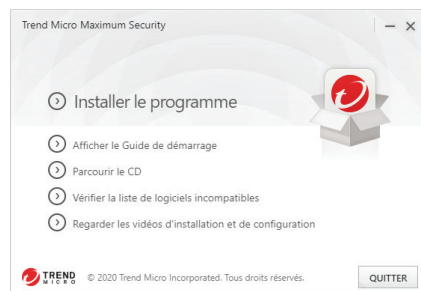 Trend Micro Maximum Security
Installer le programme
Afficher le Guide de démarrage
Parcourir le CD
Vérifier la liste de logiciels incompatibles
Regarder les vidéos d'installation et de configuration
TREND
MICRO
© 2020 Trend Micro Incorporated. Tous droits réservés.
QUITTER